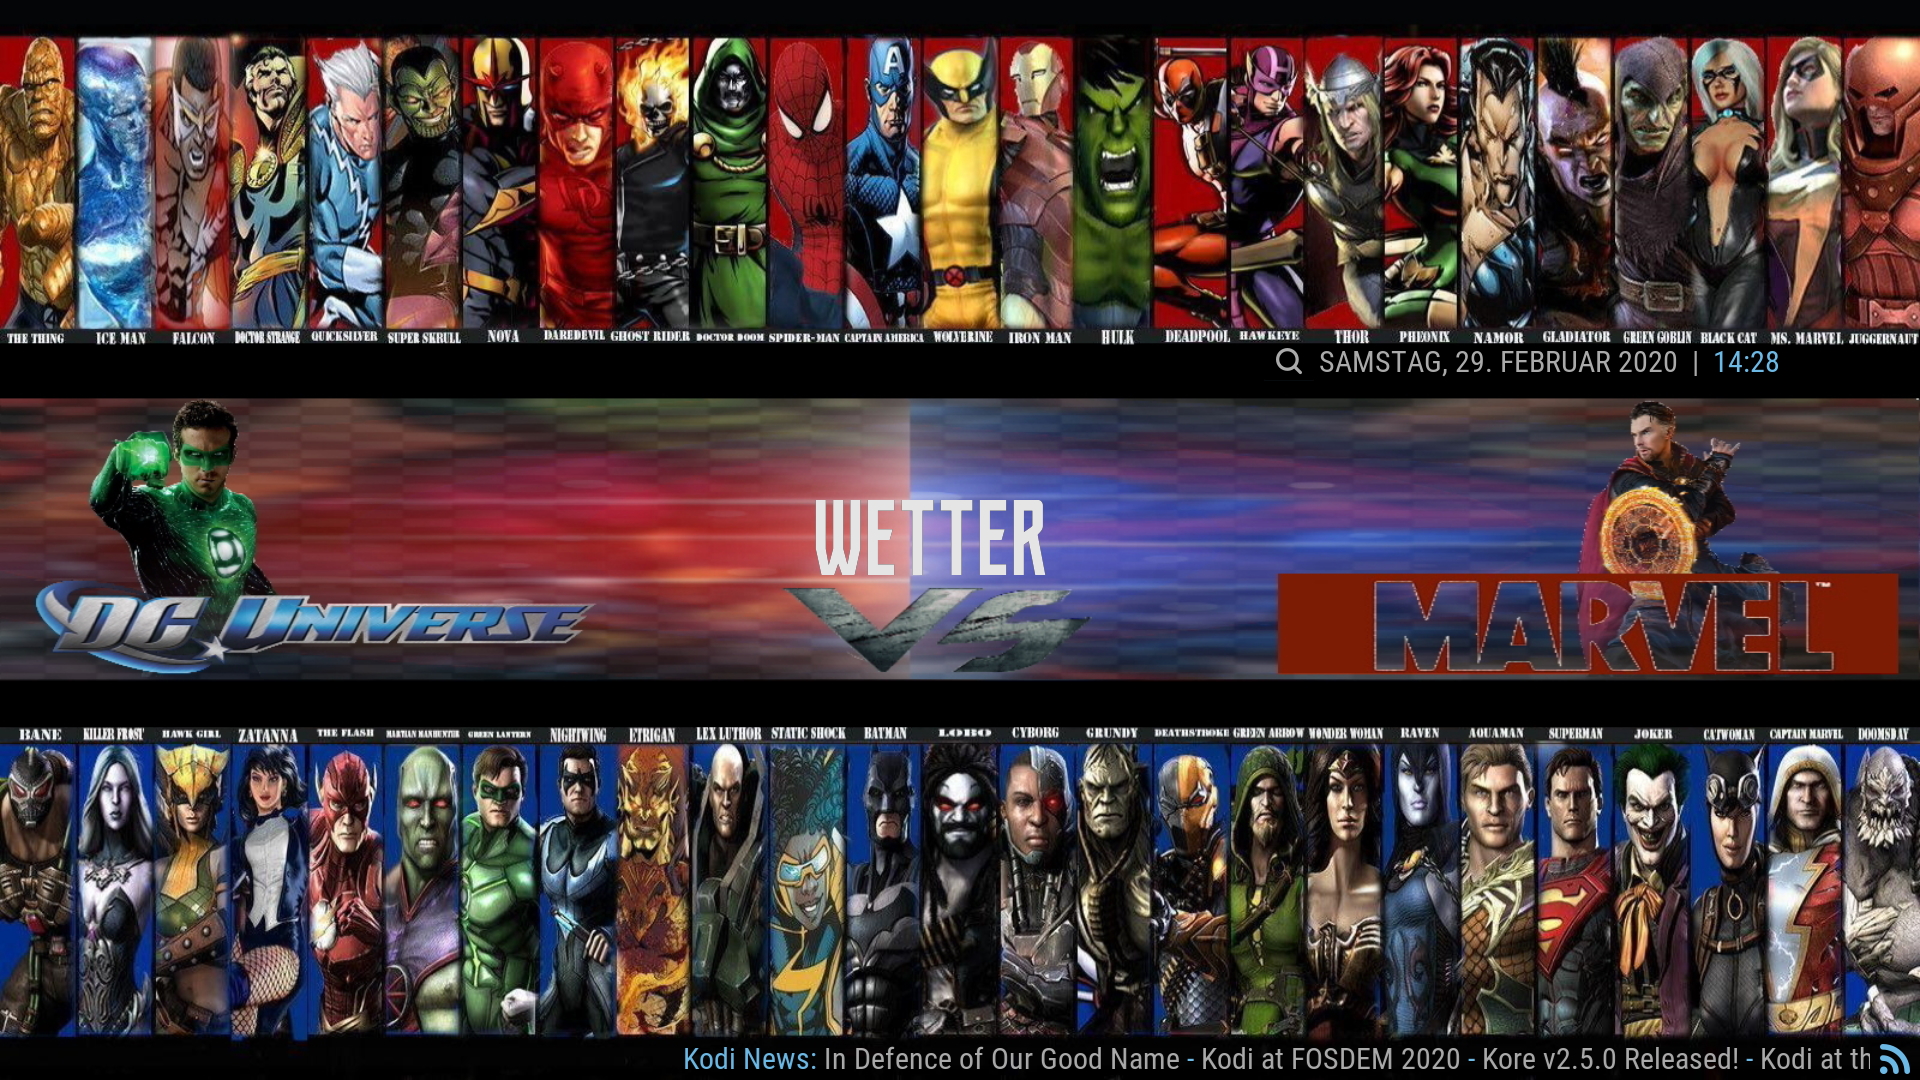 THE THING ICE MAN FALCON DOCTOR STRANGE QUICKSILVER SUPER SKRULL NOVA DAREDEVIL GHOST RIDER DOCTOR DOOM SPIDER-MAN CAPTAIN AMERICA WOLVERINE IRON MAN HULK DEADPOOL HAWKEYE THOR PHEONIX NAMOR GLADIATOR GREEN GOBLIN BLACK CAT MS. MARVEL JUGGERNAUT
SAMSTAG, 29. FEBRUAR 2020 | 14:28
WETTER
DC UNIVERSE VS MARVEL™
BANE KILLER FROST HAWK GIRL ZATANNA THE FLASH MARTIAN MANHUNTER GREEN LANTERN NIGHTWING ETRIGAN LEX LUTHOR STATIC SHOCK BATMAN LOBO CYBORG GRUNDY DEATHSTROKE GREEN ARROW WONDER WOMAN RAVEN AQUAMAN SUPERMAN JOKER CATWOMAN CAPTAIN MARVEL DOOMSDAY
Kodi News: In Defence of Our Good Name - Kodi at FOSDEM 2020 - Kore v2.5.0 Released! - Kodi at th